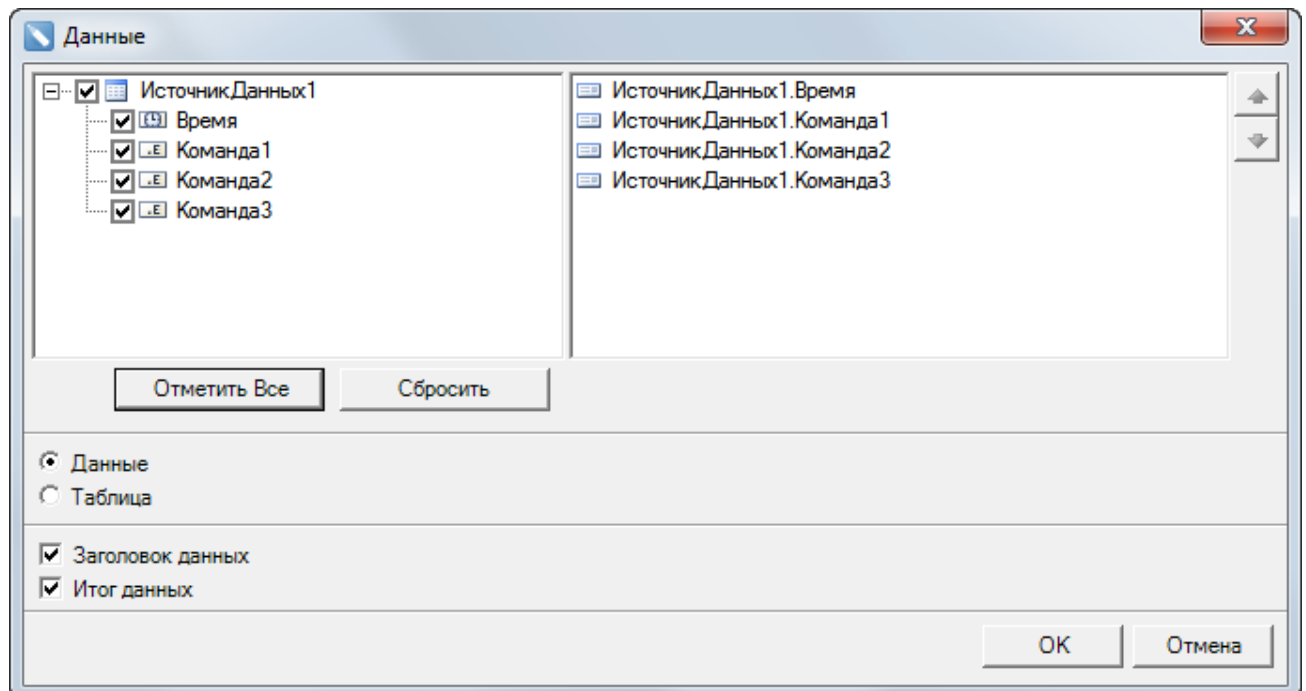 Данные
ИсточникДанных1
Время
Команда1
Команда2
Команда3
ИсточникДанных1.Время
ИсточникДанных1.Команда1
ИсточникДанных1.Команда2
ИсточникДанных1.Команда3
Отметить Все
Сбросить
Данные
Таблица
Заголовок данных
Итог данных
OK
Отмена